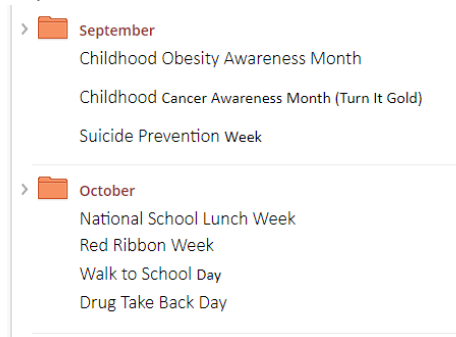 September
Childhood Obesity Awareness Month
Childhood Cancer Awareness Month (Turn It Gold)
Suicide Prevention Week
October
National School Lunch Week
Red Ribbon Week
Walk to School Day
Drug Take Back Day